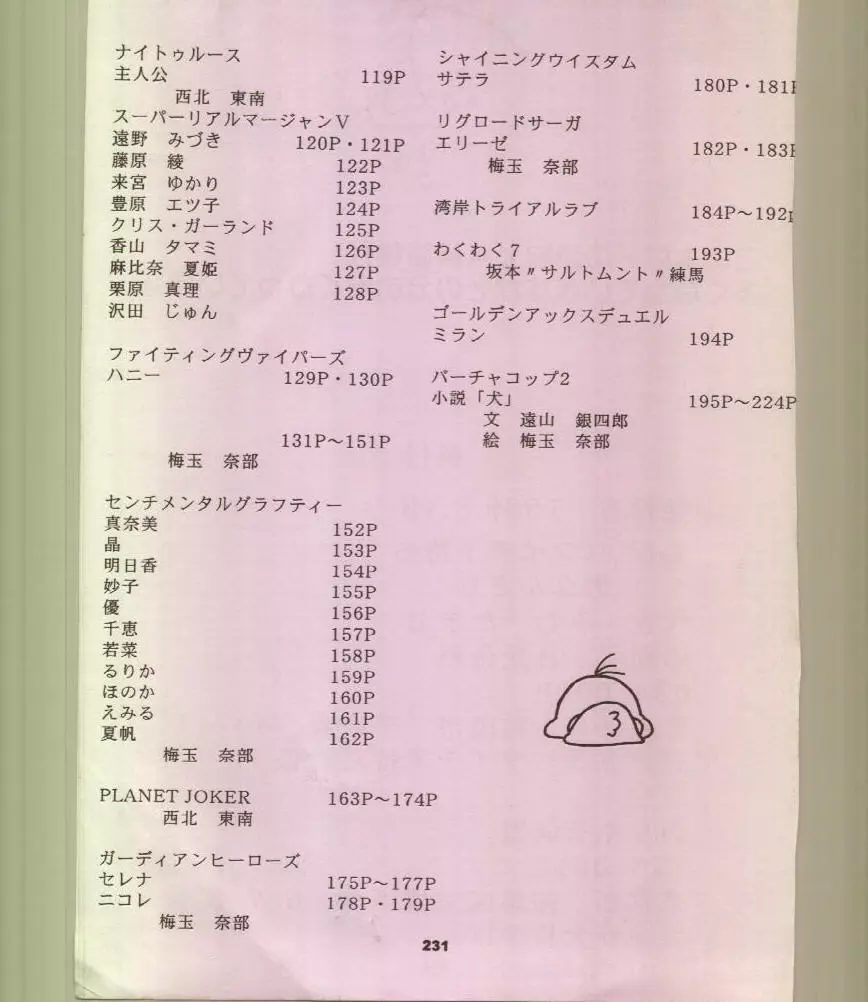 ナイトゥルース
主人公 119P
西北 東南
スーパーリアルマージャンV
遠野 みづき 120P・121P
藤原 綾 122P
来宮 ゆかり 123P
豊原 エツ子 124P
クリス・ガーランド 125P
香山 タマミ 126P
麻比奈 夏姫 127P
栗原 真理 128P
沢田 じゅん
ファイティングヴァイパーズ
ハニー 129P・130P
131P～151P
梅玉 奈部
センチメンタルグラフティー
真奈美 152P
晶 153P
明日香 154P
妙子 155P
優 156P
千恵 157P
若菜 158P
るりか 159P
ほのか 160P
えみる 161P
夏帆 162P
梅玉 奈部
PLANET JOKER 163P～174P
西北 東南
ガーディアンヒーローズ
セレナ 175P～177P
ニコレ 178P・179P
梅玉 奈部
シャイニングウイズダム
サテラ 180P・181P
リグロードサーガ
エリーゼ 182P・183P
梅玉 奈部
湾岸トライアルラブ 184P～192p
わくわく7 193P
坂本〃サルトムント〃練馬
ゴールデンアックスデュエル
ミラン 194P
バーチャコップ2
小説「犬」 195P～224P
文 遠山 銀四郎
絵 梅玉 奈部
231